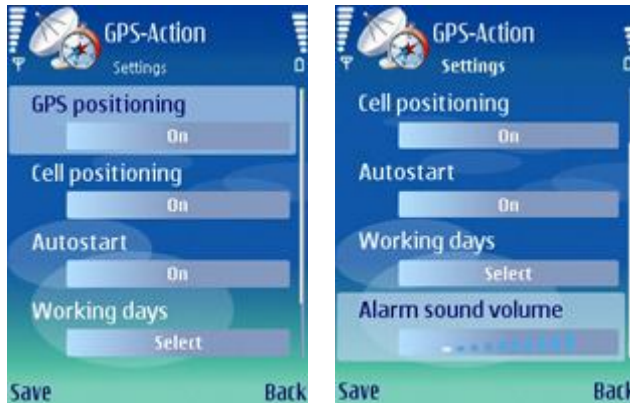 GPS-Action
Settings
GPS positioning
On
Cell positioning
On
Autostart
On
Working days
Select
Save
Back
GPS-Action
Settings
Cell positioning
On
Autostart
On
Working days
Select
Alarm sound volume
Save
Back